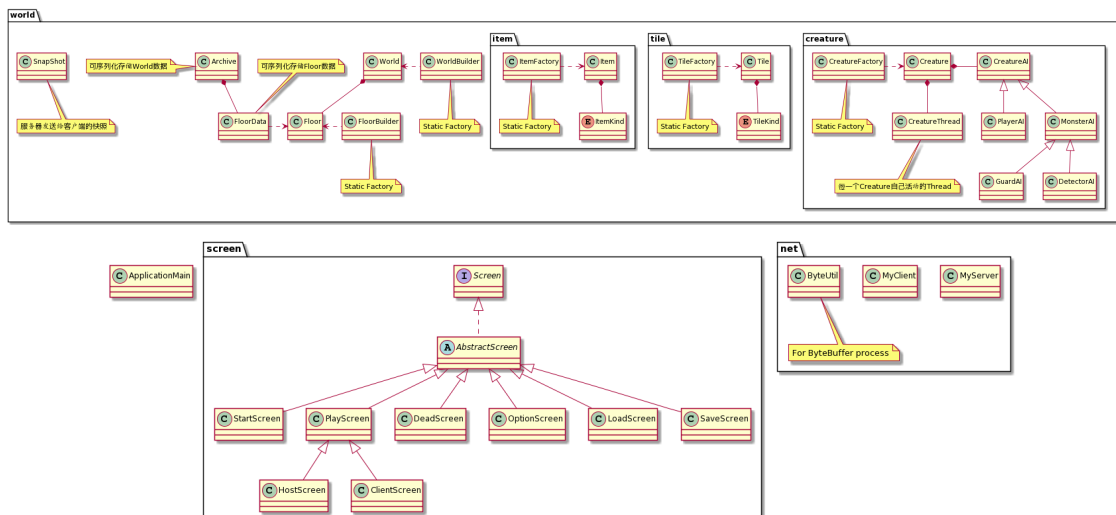 world
item
tile
creature
C SnapShot
可序列化存储World数据
C Archive
可序列化存储Floor数据
C World
C WorldBuilder
C ItemFactory
C Item
C TileFactory
C Tile
C CreatureFactory
C Creature
C CreatureAI
服务器发送给客户端的快照
C FloorData
C Floor
C FloorBuilder
Static Factory
Static Factory
E ItemKind
Static Factory
E TileKind
Static Factory
C CreatureThread
C PlayerAI
C MonsterAI
Static Factory
每一个Creature自己活动的Thread
C GuardAI
C DetectorAI
screen
net
C ApplicationMain
I Screen
C ByteUtil
C MyClient
C MyServer
A AbstractScreen
For ByteBuffer process
C StartScreen
C PlayScreen
C DeadScreen
C OptionScreen
C LoadScreen
C SaveScreen
C HostScreen
C ClientScreen